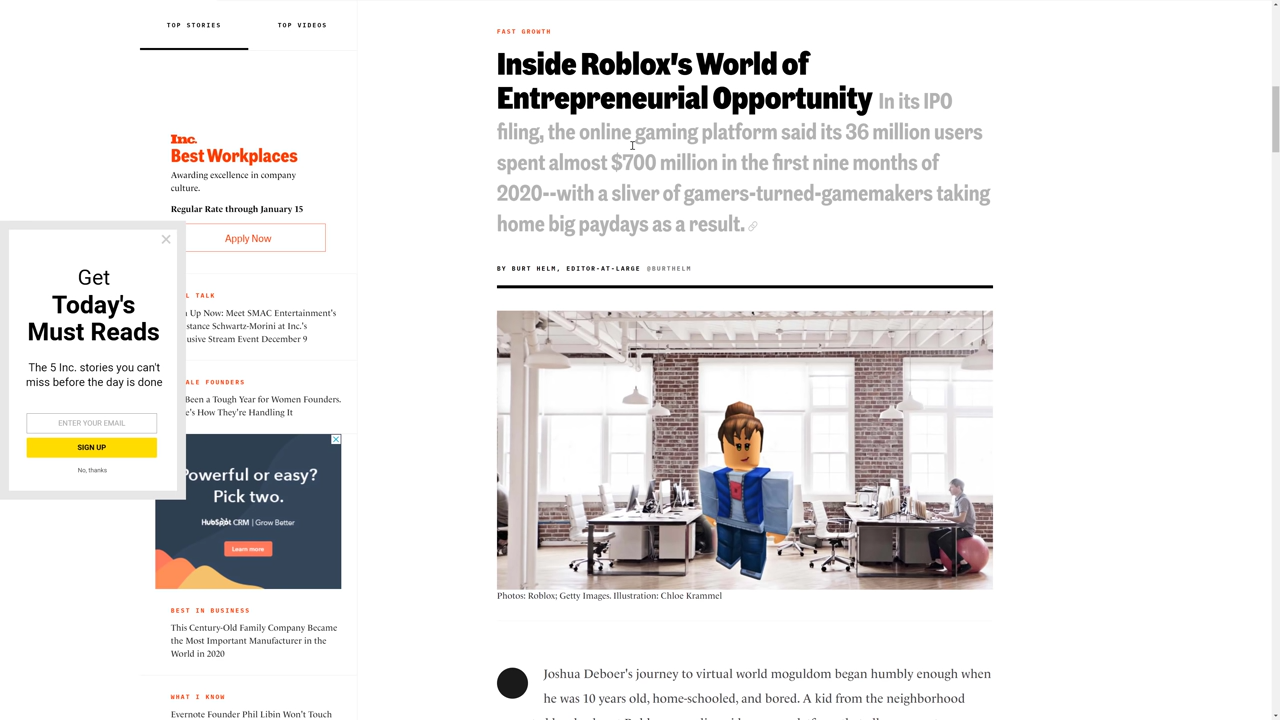 TOP STORIES
TOP VIDEOS
Inc.
Best Workplaces
Awarding excellence in company
culture.
Regular Rate through January 15
Apply Now
Get
Today's
Must Reads
The 5 Inc. stories you can't
miss before the day is done.
ENTER YOUR EMAIL
SIGN UP
No, thanks
TALK
Up Now: Meet SMAC Entertainment's
Schwartz-Morini at Inc.'s
Stream Event December 9
FOUNDERS
Been a Tough Year for Women Founders.
How They're Handling It
Powerful or easy?
Pick two.
HubSpot CRM | Grow Better
Learn more
BEST IN BUSINESS
This Century-Old Family Company Became
the Most Important Manufacturer in the
World in 2020
WHAT I KNOW
Evernote Founder Phil Libin Won't Touch
FAST GROWTH
Inside Roblox's World of
Entrepreneurial Opportunity In its IPO
filing, the online gaming platform said its 36 million users
spent almost $700 million in the first nine months of
2020--with a sliver of gamers-turned-gamemakers taking
home big paydays as a result.
BY BURT HELM, EDITOR-AT-LARGE @BURTHELM
Photos: Roblox; Getty Images. Illustration: Chloe Krammel
Joshua Deboer's journey to virtual world moguldom began humbly enough when
he was 10 years old, home-schooled, and bored. A kid from the neighborhood